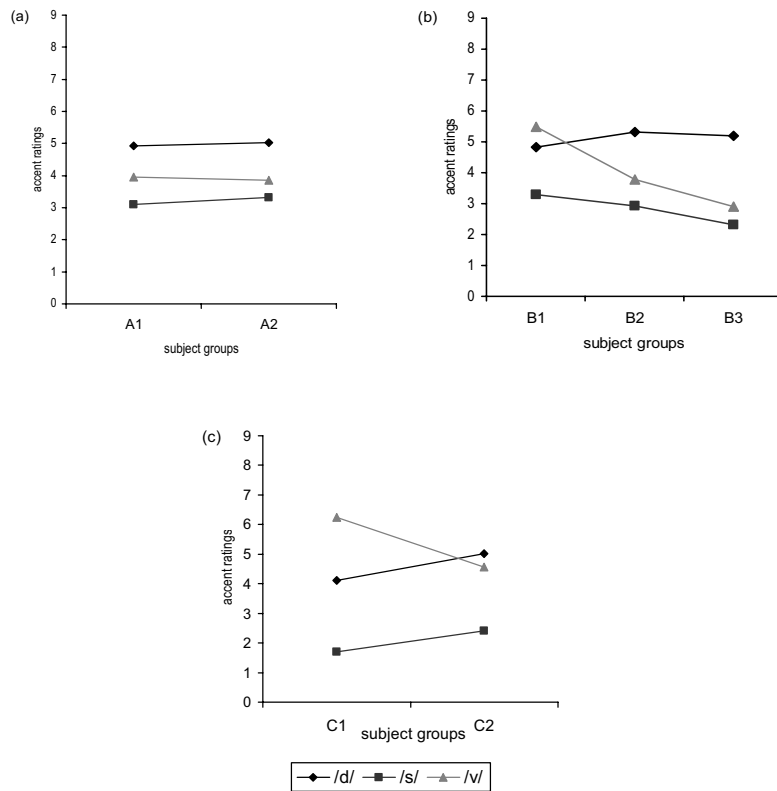 (a)
9
8
7
6
5
4
3
2
1
0
accent ratings
A1 A2
subject groups
(b)
9
8
7
6
5
4
3
2
1
0
accent ratings
B1 B2 B3
subject groups
(c)
9
8
7
6
5
4
3
2
1
0
accent ratings
C1 C2
subject groups
/d/ /s/ /v/